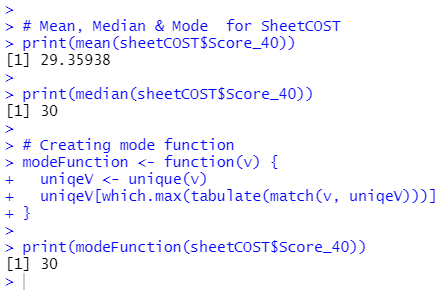 >
> # Mean, Median & Mode  for SheetCOST
> print(mean(sheetCOST$Score_40))
[1] 29.35938
>
> print(median(sheetCOST$Score_40))
[1] 30
>
> # Creating mode function
> modeFunction <- function(v) {
+   uniqeV <- unique(v)
+   uniqeV[which.max(tabulate(match(v, uniqeV)))]
+ }
>
> print(modeFunction(sheetCOST$Score_40))
[1] 30
>